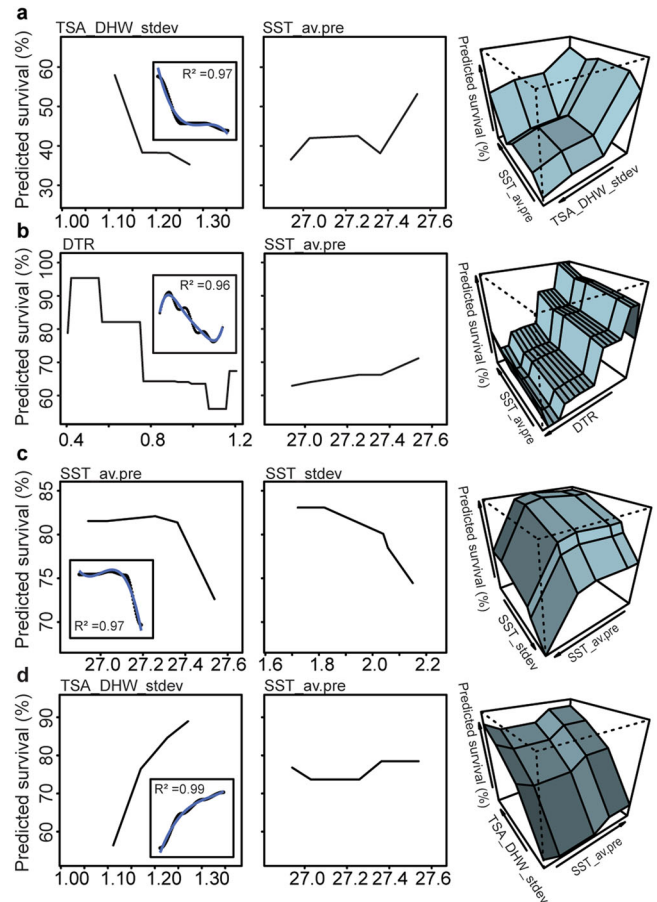 a
TSA_DHW_stdev
SST_av.pre
Predicted survival (%)
60
50
40
30
R² =0.97
1.00 1.10 1.20 1.30
27.0 27.2 27.4 27.6
Predicted survival (%)
SST_av.pre
TSA_DHW_stdev
b
DTR
SST_av.pre
Predicted survival (%)
100
90
80
70
60
R² =0.96
0.4 0.8 1.0 1.2
27.0 27.2 27.4 27.6
Predicted survival (%)
SST_av.pre
DTR
c
SST_av.pre
SST_stdev
Predicted survival (%)
85
80
75
70
R² =0.97
27.0 27.2 27.4 27.6
1.6 1.8 2.0 2.2
Predicted survival (%)
SST_stdev
SST_av.pre
d
TSA_DHW_stdev
SST_av.pre
Predicted survival (%)
90
80
70
60
R² =0.99
1.00 1.10 1.20 1.30
27.0 27.2 27.4 27.6
Predicted survival (%)
TSA_DHW_stdev
SST_av.pre